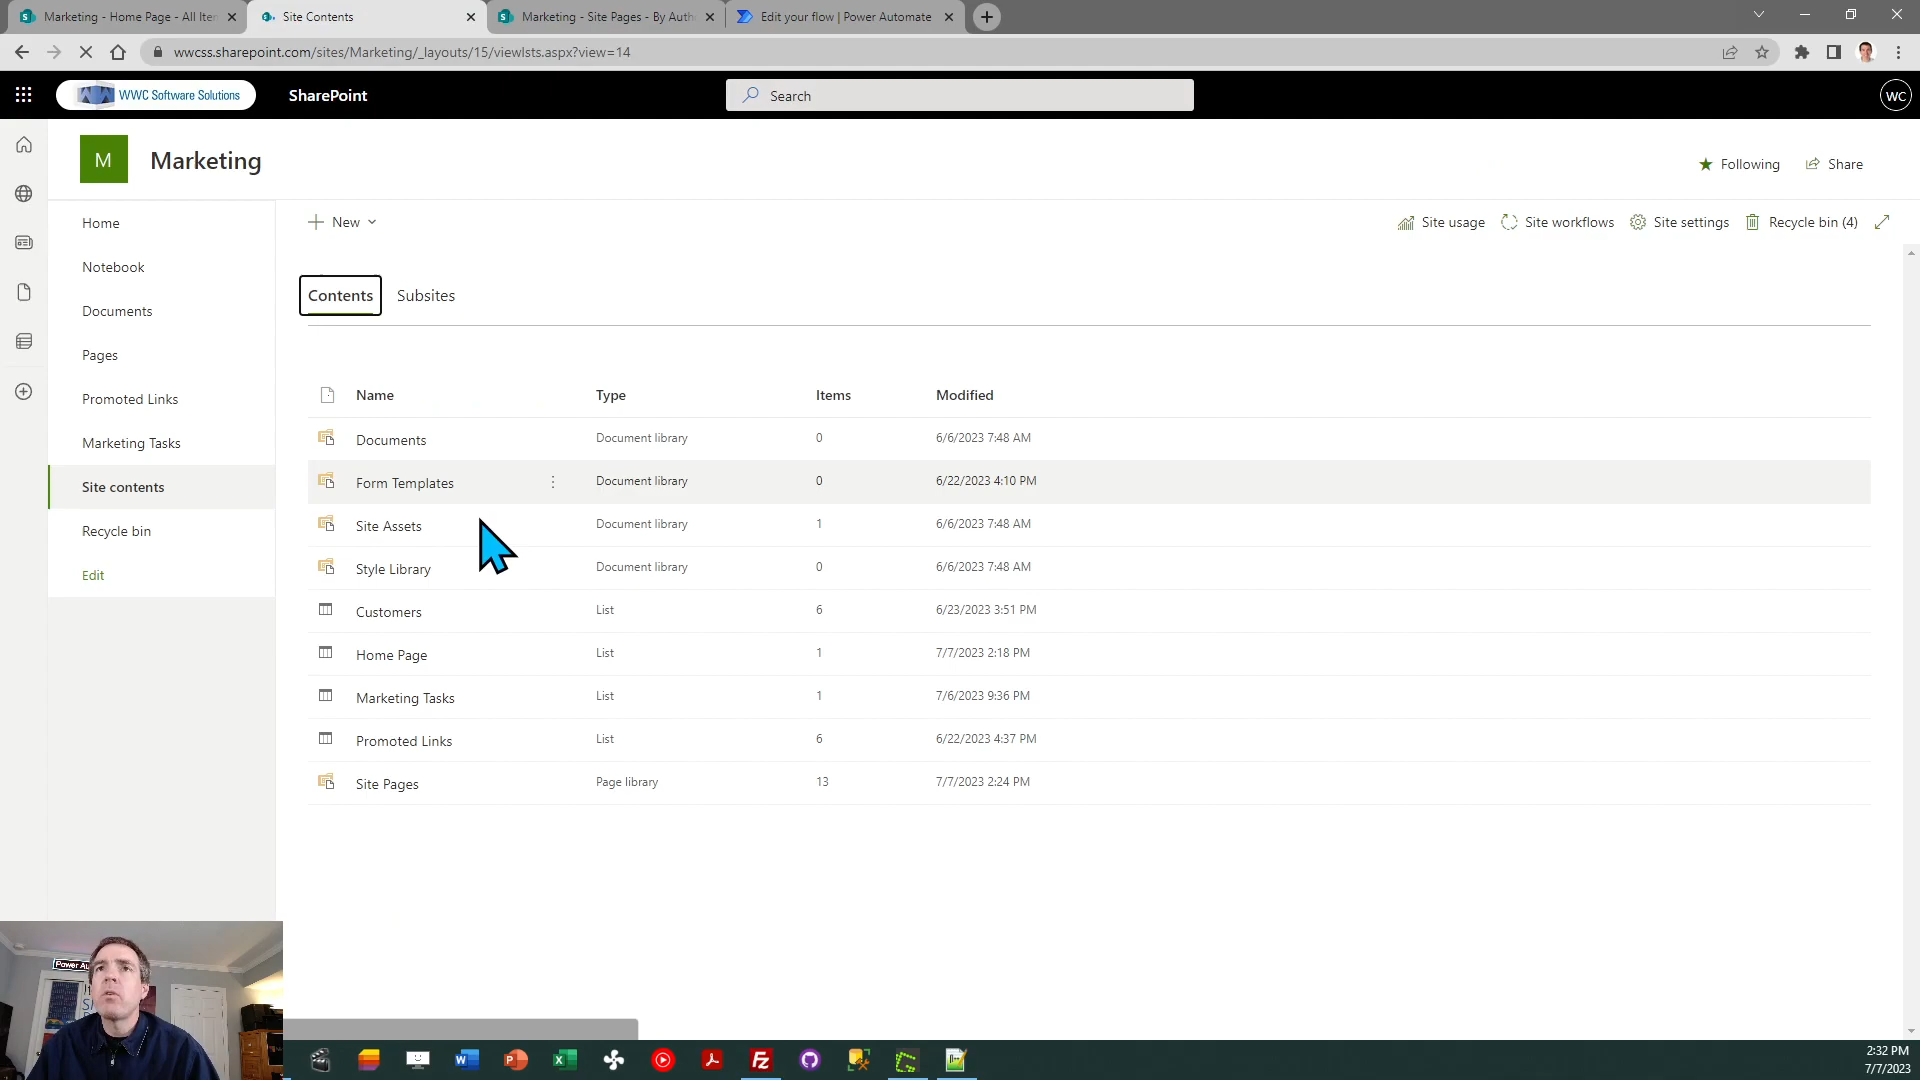 Marketing - Home Page - All Iten
Site Contents
Marketing - Site Pages - By Auth
Edit your flow | Power Automate
wwcss.sharepoint.com/sites/Marketing/_layouts/15/viewlsts.aspx?view=14
WWC Software Solutions
SharePoint
Search
WC
M
Marketing
Following
Share
Home
Notebook
Documents
Pages
Promoted Links
Marketing Tasks
Site contents
Recycle bin
Edit
New
Site usage
Site workflows
Site settings
Recycle bin (4)
Contents
Subsites
Name Type Items Modified
Documents Document library 0 6/6/2023 7:48 AM
Form Templates Document library 0 6/22/2023 4:10 PM
Site Assets Document library 1 6/6/2023 7:48 AM
Style Library Document library 0 6/6/2023 7:48 AM
Customers List 6 6/23/2023 3:51 PM
Home Page List 1 7/7/2023 2:18 PM
Marketing Tasks List 1 7/6/2023 9:36 PM
Promoted Links List 6 6/22/2023 4:37 PM
Site Pages Page library 13 7/7/2023 2:24 PM
Power Au
2:32 PM
7/7/2023